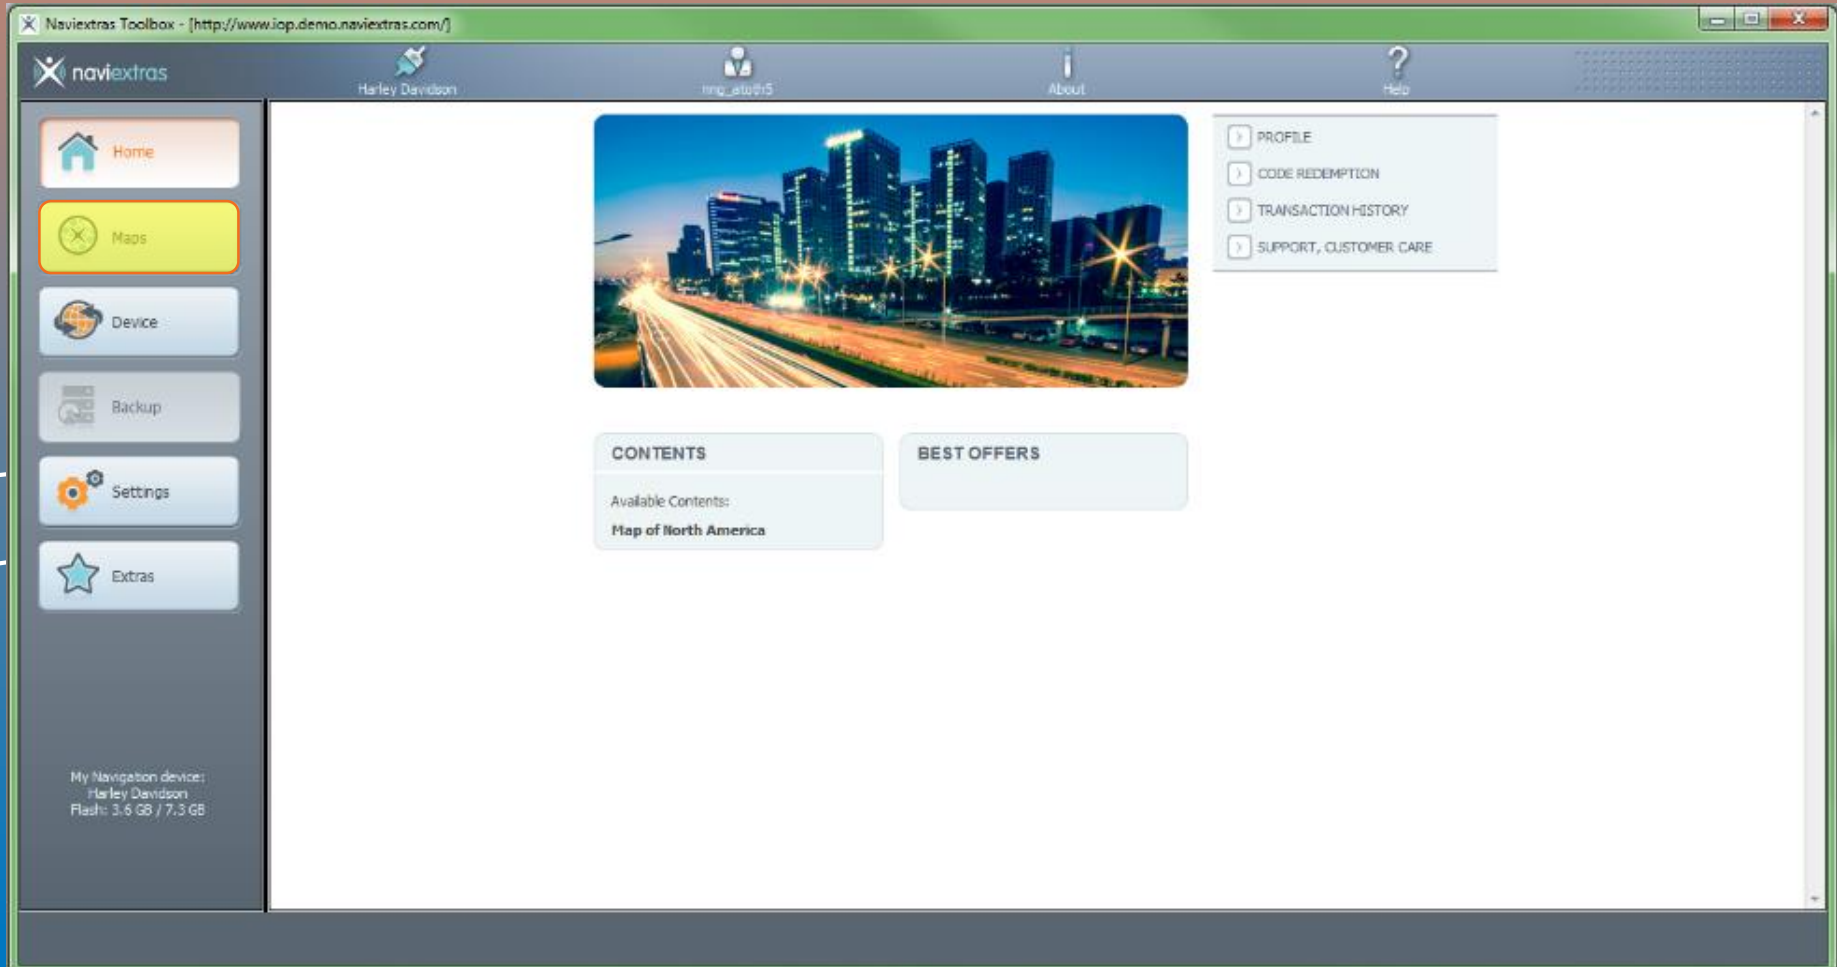 Naviextras Toolbox - [http://www.iop.demo.naviextras.com/]
naviextras
Harley Davidson
nng_atoth5
About
Help
Home
Maps
Device
Backup
Settings
Extras
My Navigation device:
Harley Davidson
Flash: 3.6 GB / 7.3 GB
PROFILE
CODE REDEMPTION
TRANSACTION HISTORY
SUPPORT, CUSTOMER CARE
CONTENTS
Available Contents:
Map of North America
BEST OFFERS